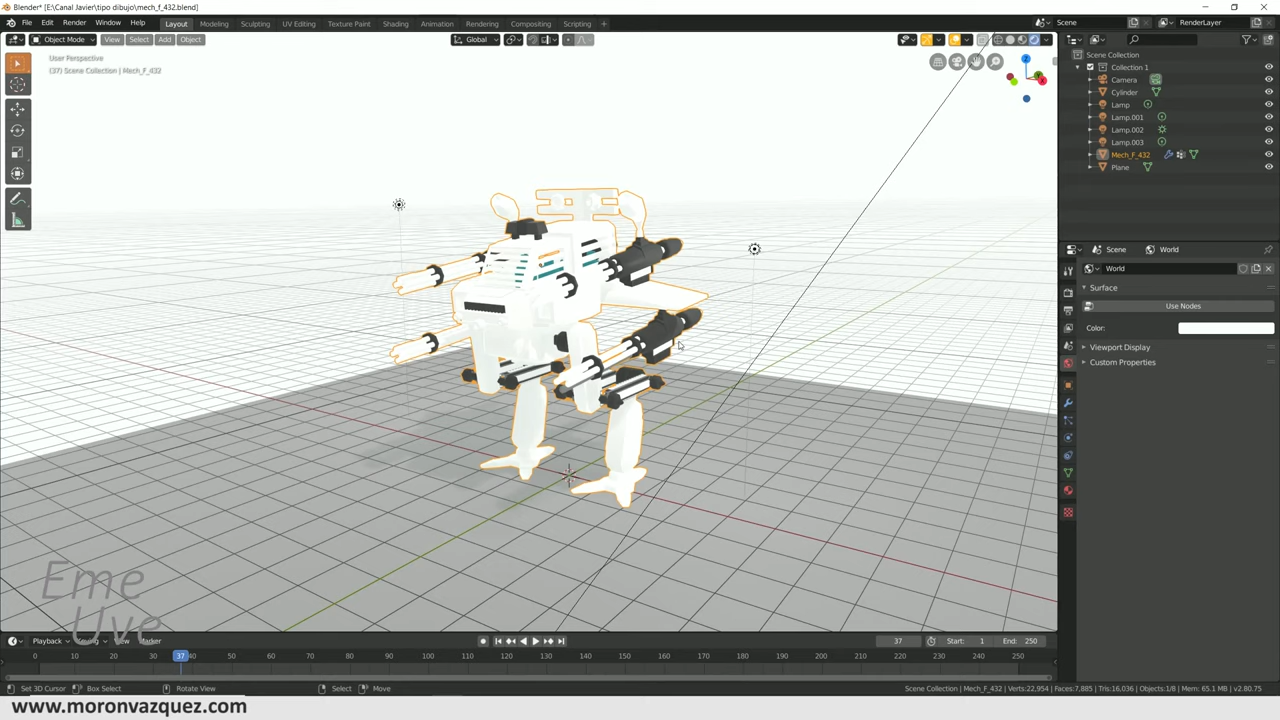 Blender* [E:\Canal Javier\tipo dibujo\mech_f_432.blend]
File Edit Render Window Help Layout Modeling Sculpting UV Editing Texture Paint Shading Animation Rendering Compositing Scripting + Scene RenderLayer
Object Mode View Select Add Object Global
User Perspective
(37) Scene Collection | Mech_F_432
Z
X
Scene Collection
Collection 1
Camera
Cylinder
Lamp
Lamp.001
Lamp.002
Lamp.003
Mech_F_432
Plane
Scene World
World
Surface
Use Nodes
Color:
Viewport Display
Custom Properties
Eme
Uve
Playback Keying View Marker 37 Start: 1 End: 250
0 10 20 30 37 40 50 60 70 80 90 100 110 120 130 140 150 160 170 180 190 200 210 220 230 240 250
Set 3D Cursor Box Select Rotate View Select Move Scene Collection | Mech_F_432 | Verts:22,954 | Faces:7,885 | Tris:16,036 | Objects:1/8 | Mem: 65.1 MB | v2.80.75
www.moronvazquez.com